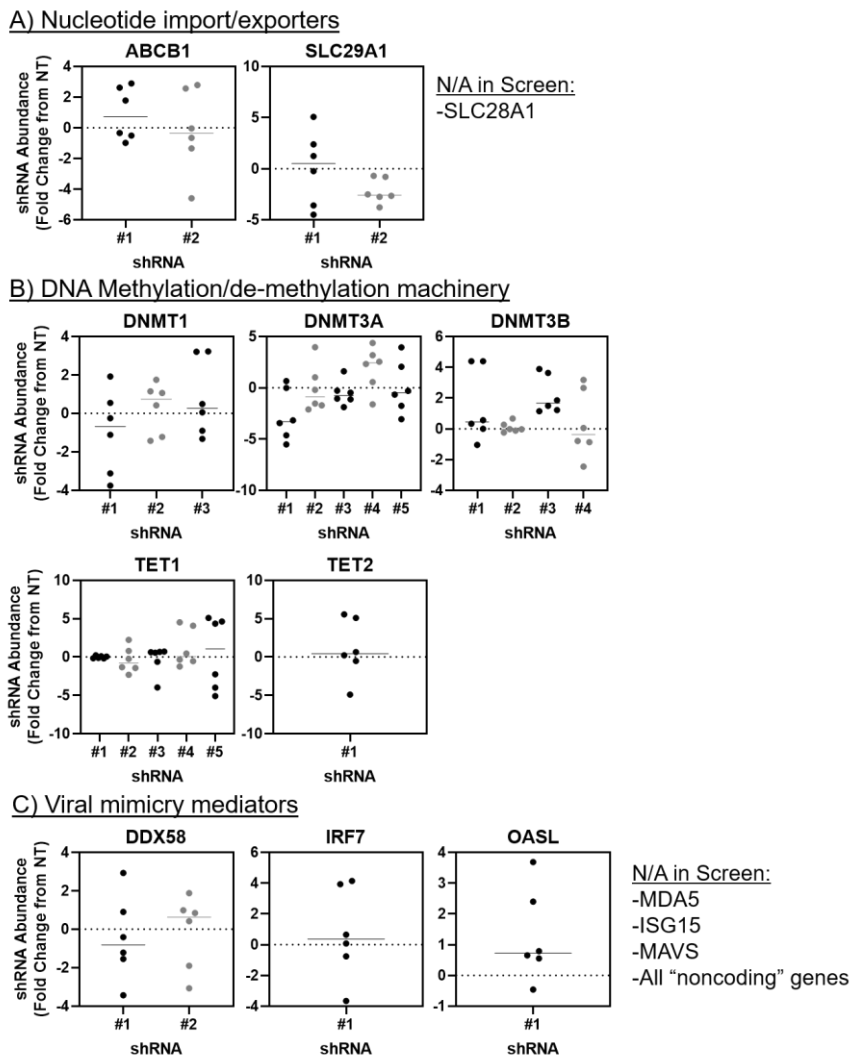 A) Nucleotide import/exporters
ABCB1
SLC29A1
shRNA Abundance
(Fold Change from NT)
4
2
0
-2
-4
-6
#1 #2
shRNA
10
5
0
-5
#1 #2
shRNA
N/A in Screen:
-SLC28A1
B) DNA Methylation/de-methylation machinery
DNMT1
DNMT3A
DNMT3B
shRNA Abundance
(Fold Change from NT)
4
2
0
-2
-4
#1 #2 #3
shRNA
5
0
-5
-10
#1 #2 #3 #4 #5
shRNA
6
4
2
0
-2
-4
#1 #2 #3 #4
shRNA
TET1
TET2
shRNA Abundance
(Fold Change from NT)
10
5
0
-5
-10
#1 #2 #3 #4 #5
shRNA
10
5
0
-5
-10
#1
shRNA
C) Viral mimicry mediators
DDX58
IRF7
OASL
shRNA Abundance
(Fold Change from NT)
4
2
0
-2
-4
#1 #2
shRNA
6
4
2
0
-2
-4
#1
shRNA
4
3
2
1
0
-1
#1
shRNA
N/A in Screen:
-MDA5
-ISG15
-MAVS
-All “noncoding” genes